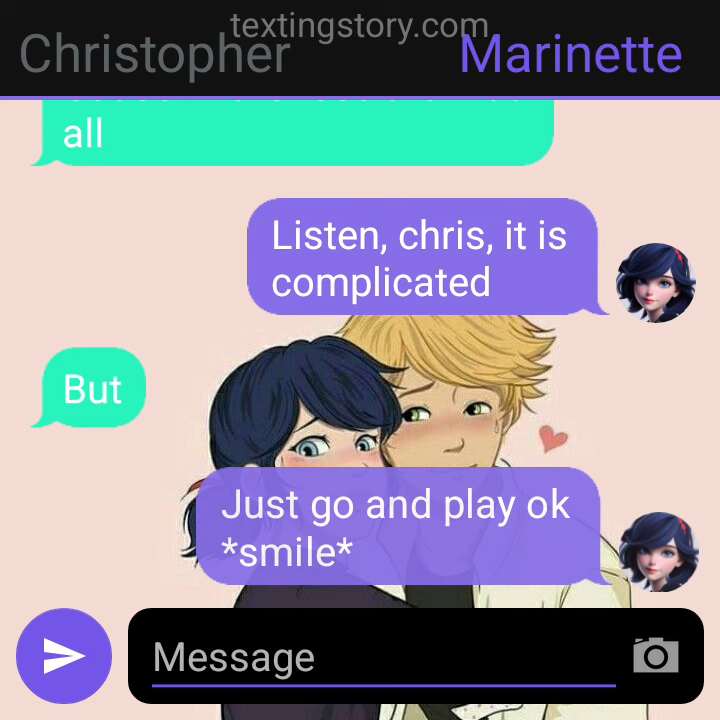 textingstory.com
Christopher
Marinette
all
Listen, chris, it is
complicated
But
Just go and play ok
*smile*
Message